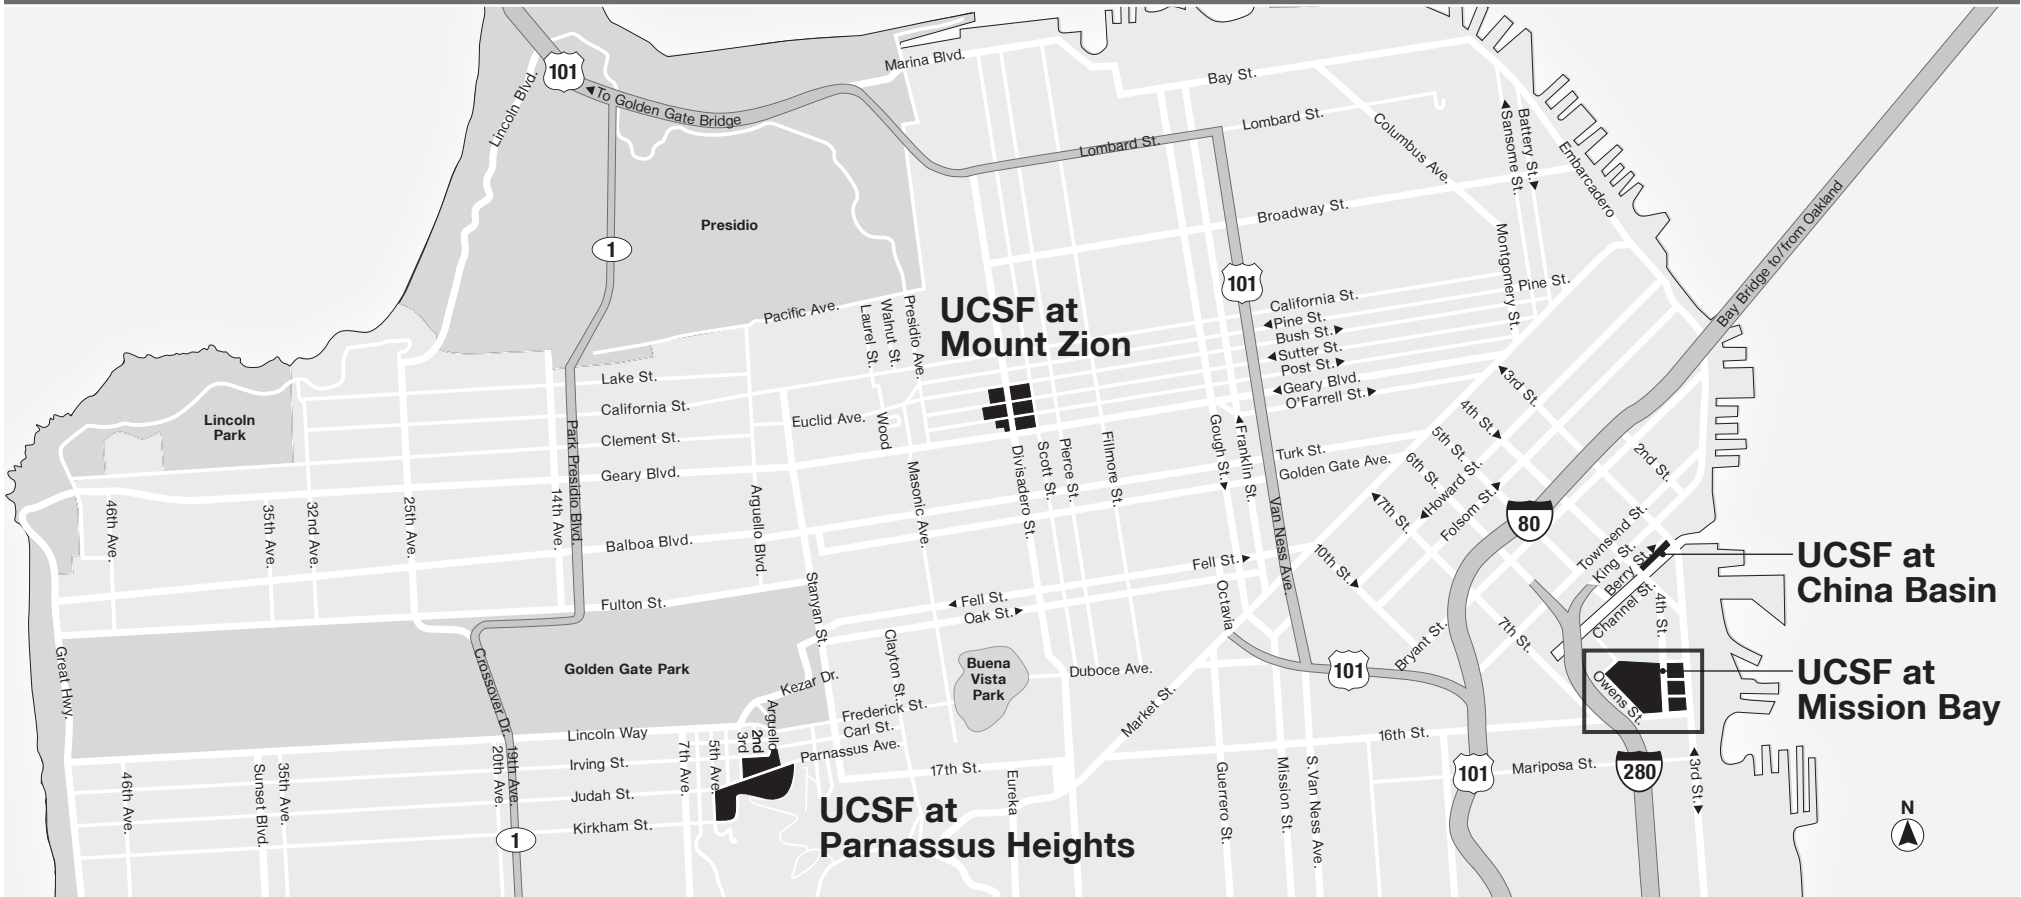 Marina Blvd.
Bay St.
Lincoln Blvd.
101
To Golden Gate Bridge
Lombard St.
Lombard St.
Columbus Ave.
Sansome St.
Battery St.
Embarcadero
Presidio
1
Broadway St.
Montgomery St.
Bay Bridge to/from Oakland
101
Pine St.
Pacific Ave.
Laurel St.
Walnut St.
Presidio Ave.
UCSF at
Mount Zion
California St.
Pine St.
Bush St.
Sutter St.
Post St.
Geary Blvd.
O'Farrell St.
Lake St.
California St.
Clement St.
Geary Blvd.
Euclid Ave.
Wood
Lincoln
Park
Park Presidio Blvd.
3rd St.
4th St.
5th St.
6th St.
Howard St.
Folsom St.
7th St.
2nd St.
Gough St.
Franklin St.
Turk St.
Golden Gate Ave.
Divisadero St.
Scott St.
Pierce St.
Fillmore St.
Masonic Ave.
Arguello Blvd.
46th Ave.
35th Ave.
32nd Ave.
25th Ave.
14th Ave.
Balboa Blvd.
Van Ness Ave.
80
10th St.
Townsend St.
King St.
Berry St.
Channel St.
4th St.
UCSF at
China Basin
Fell St.
Fell St.
Oak St.
Octavia
Fulton St.
Stanyan St.
Clayton St.
7th St.
Bryant St.
Great Hwy.
Crossover Dr.
Golden Gate Park
Kezar Dr.
Buena
Vista
Park
Duboce Ave.
101
Market St.
Owens St.
UCSF at
Mission Bay
Frederick St.
Carl St.
Parnassus Ave.
Arguello
2nd
3rd
5th Ave.
7th Ave.
Lincoln Way
Irving St.
Judah St.
Kirkham St.
16th St.
17th St.
Eureka
Mariposa St.
101
280
3rd St.
46th Ave.
Sunset Blvd.
35th Ave.
20th Ave.
19th Ave.
1
UCSF at
Parnassus Heights
Guerrero St.
Mission St.
S.Van Ness Ave.
N